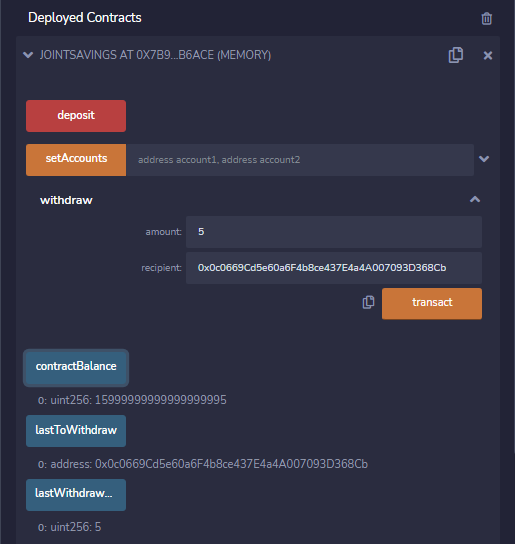 Deployed Contracts
JOINTSAVINGS AT 0X7B9...B6ACE (MEMORY)
deposit
setAccounts address account1, address account2
withdraw
amount: 5
recipient: 0x0c0669Cd5e60a6F4b8ce437E4a4A007093D368Cb
transact
contractBalance
0: uint256: 15999999999999999995
lastToWithdraw
0: address: 0x0c0669Cd5e60a6F4b8ce437E4a4A007093D368Cb
lastWithdraw...
0: uint256: 5